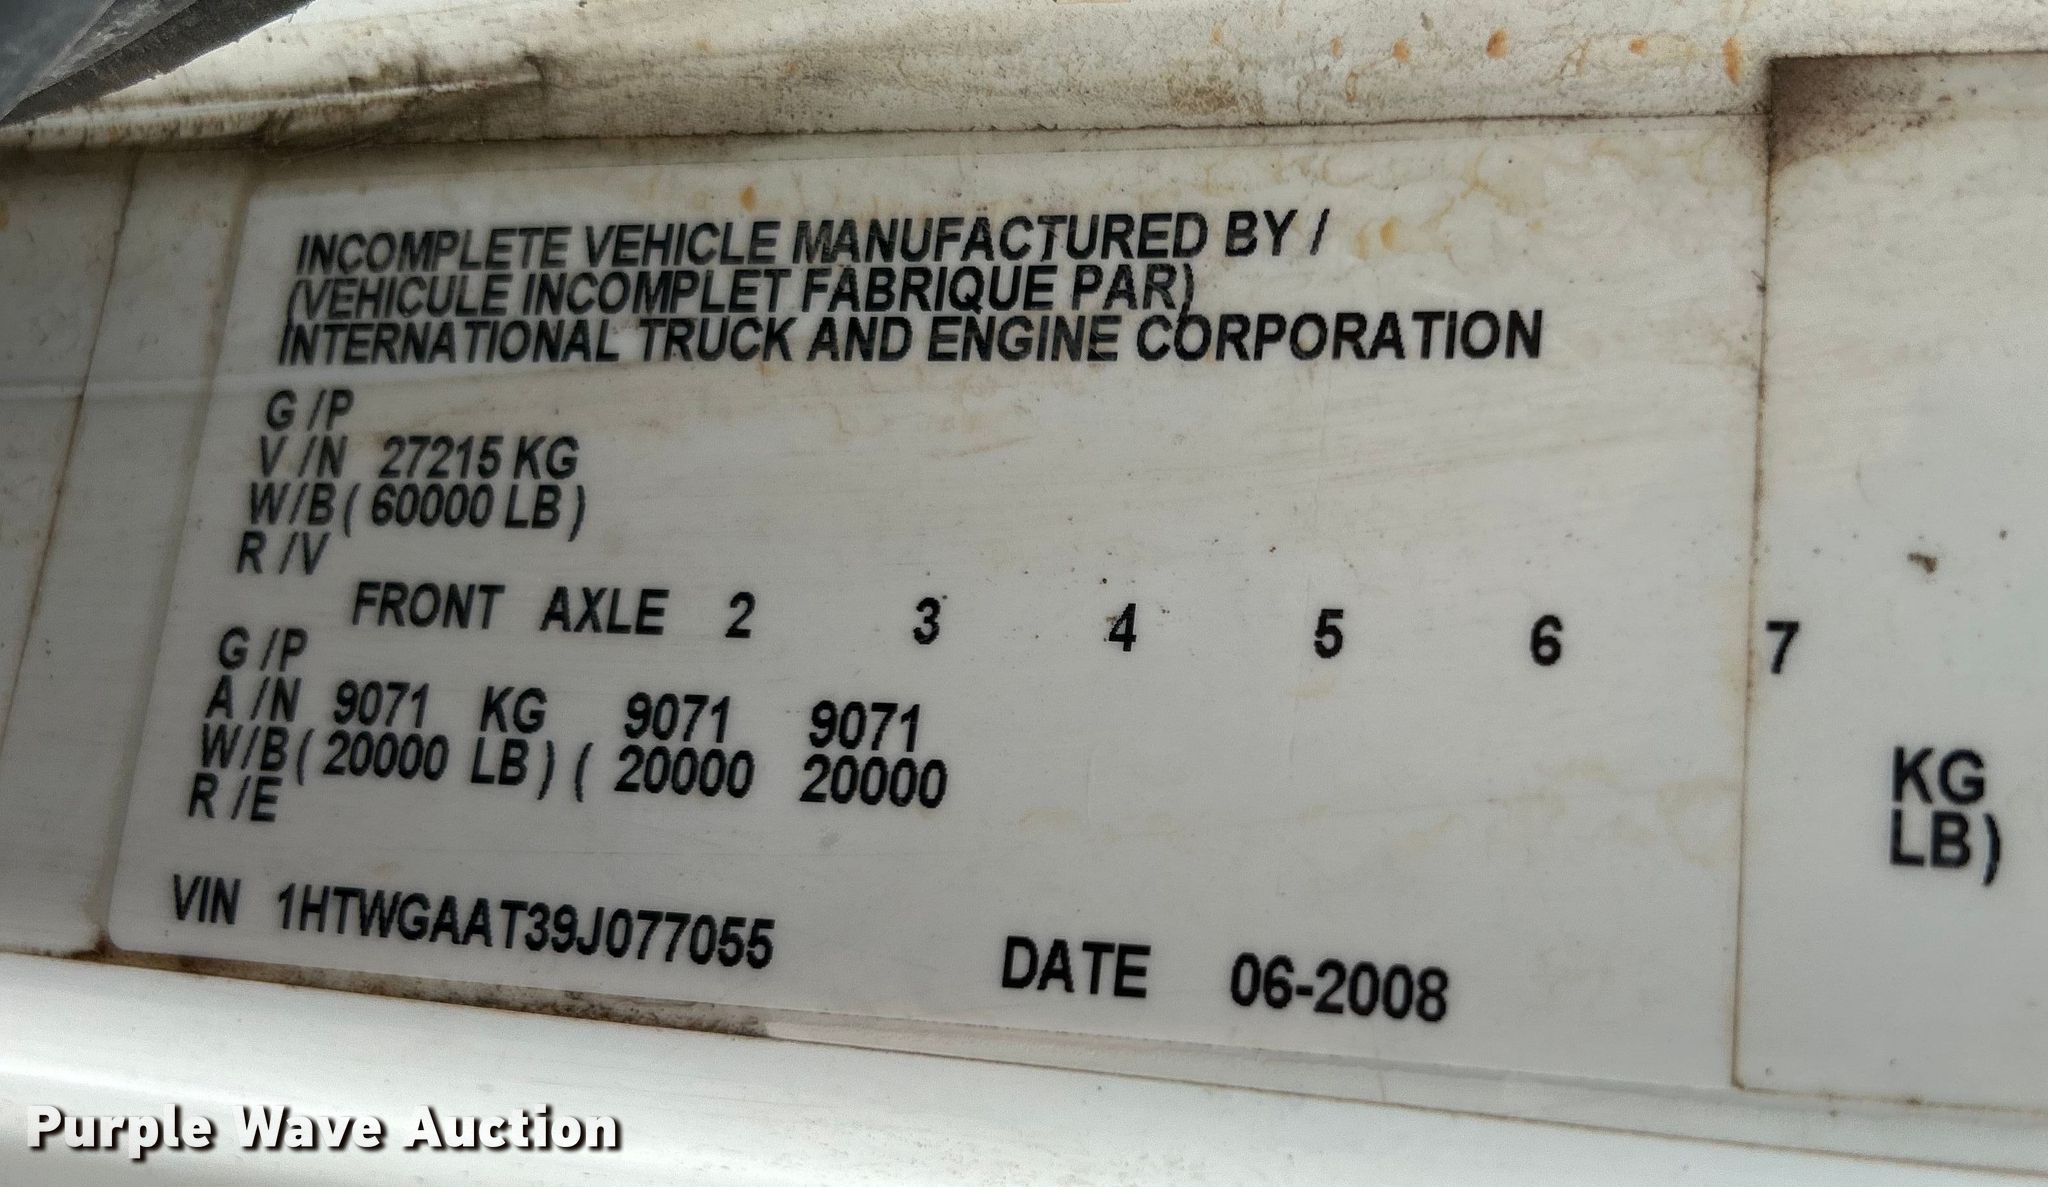 INCOMPLETE VEHICLE MANUFACTURED BY /
(VEHICULE INCOMPLET FABRIQUE PAR)
INTERNATIONAL TRUCK AND ENGINE CORPORATION
G /P
V /N 27215 KG
W/B ( 60000 LB )
R /V
FRONT AXLE 2 3 4 5 6 7
G /P
A /N 9071 KG 9071 9071 KG
W/B ( 20000 LB ) ( 20000 20000 LB )
R /E
VIN 1HTWGAAT39J077055 DATE 06-2008
Purple Wave Auction